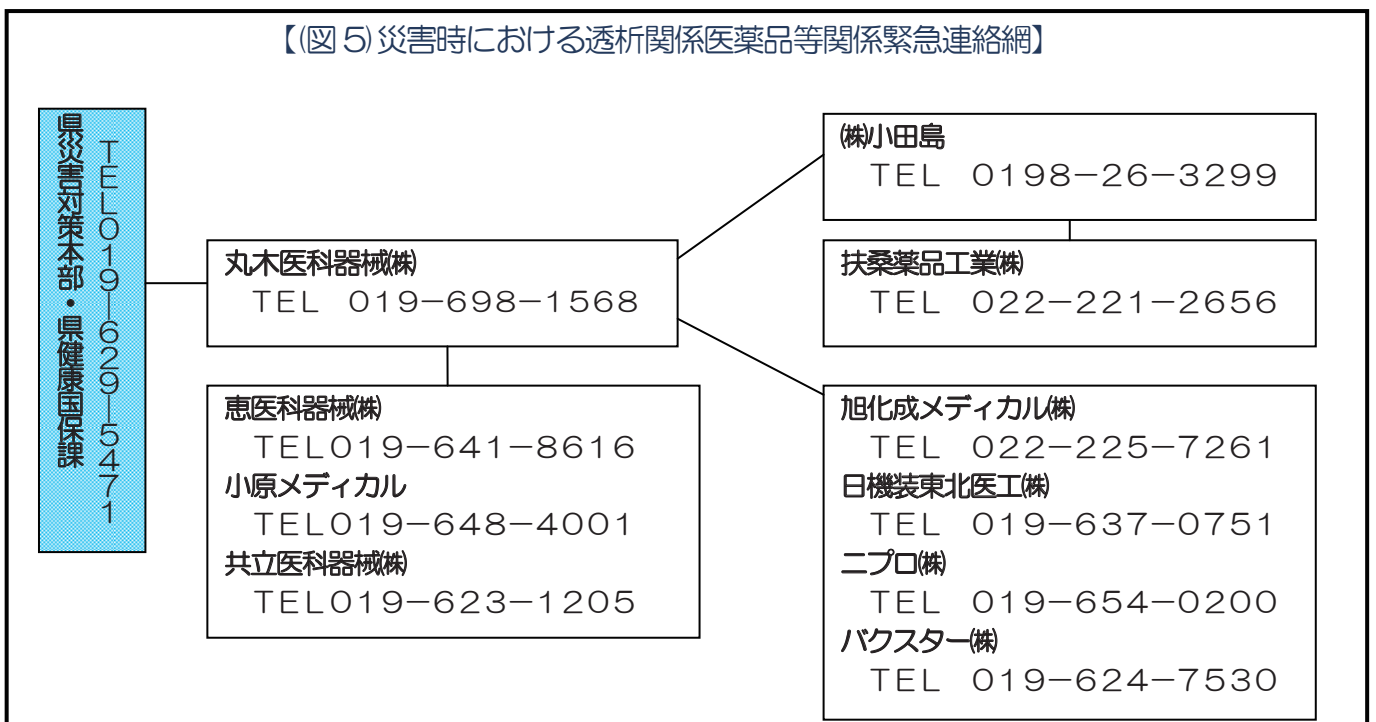 【(図5)災害時における透析関係医薬品等関係緊急連絡網】
県災害対策本部・県健康国保課
TEL019-629-5471
丸木医科器械㈱
TEL 019-698-1568
恵医科器械㈱
TEL019-641-8616
小原メディカル
TEL019-648-4001
共立医科器械㈱
TEL019-623-1205
㈱小田島
TEL 0198-26-3299
扶桑薬品工業㈱
TEL 022-221-2656
旭化成メディカル㈱
TEL 022-225-7261
日機装東北医工㈱
TEL 019-637-0751
ニプロ㈱
TEL 019-654-0200
バクスター㈱
TEL 019-624-7530